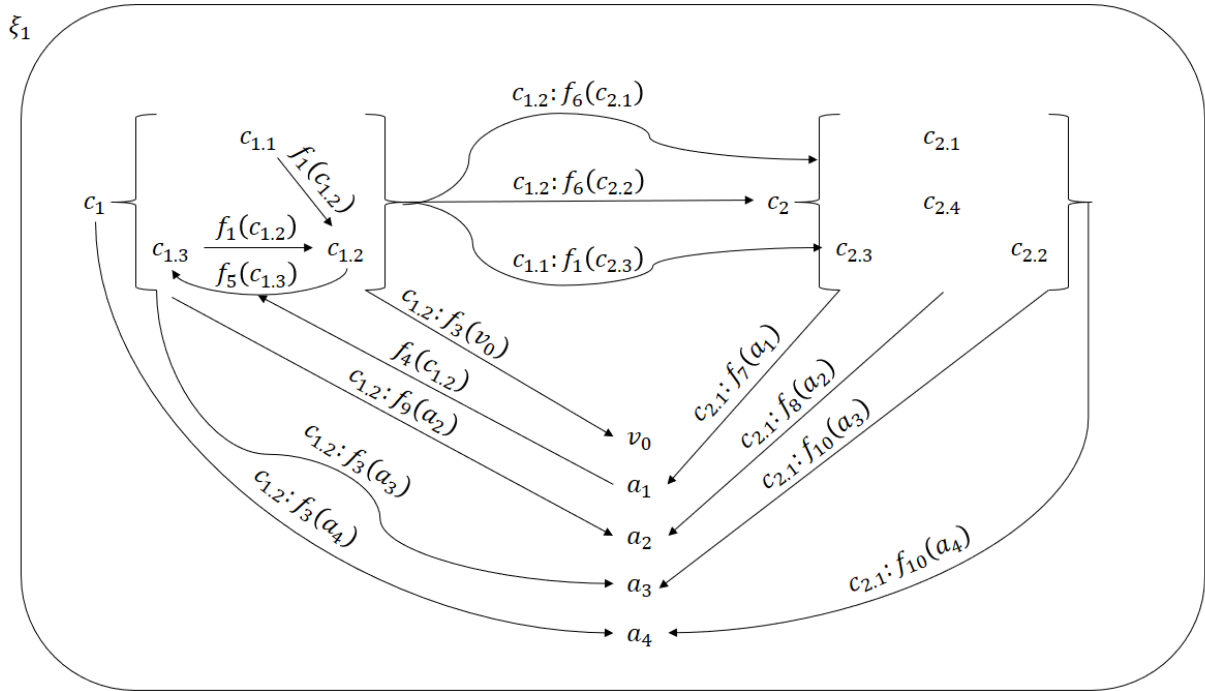 ξ₁
c₁.₂: f₆(c₂.₁)
c₁.₁
c₂.₁
f₁(c₁.₂)
c₁.₂: f₆(c₂.₂)
c₁
c₂
c₂.₄
f₁(c₁.₂)
c₁.₃
c₁.₂
c₁.₁: f₁(c₂.₃)
c₂.₃
c₂.₂
f₅(c₁.₃)
c₁.₂: f₃(v₀)
f₄(c₁.₂)
c₁.₂: f₉(a₂)
c₂.₁: f₇(a₁)
c₂.₁: f₈(a₂)
c₂.₁: f₁₀(a₃)
v₀
c₁.₂: f₃(a₃)
a₁
c₁.₂: f₃(a₄)
a₂
c₂.₁: f₁₀(a₄)
a₃
a₄